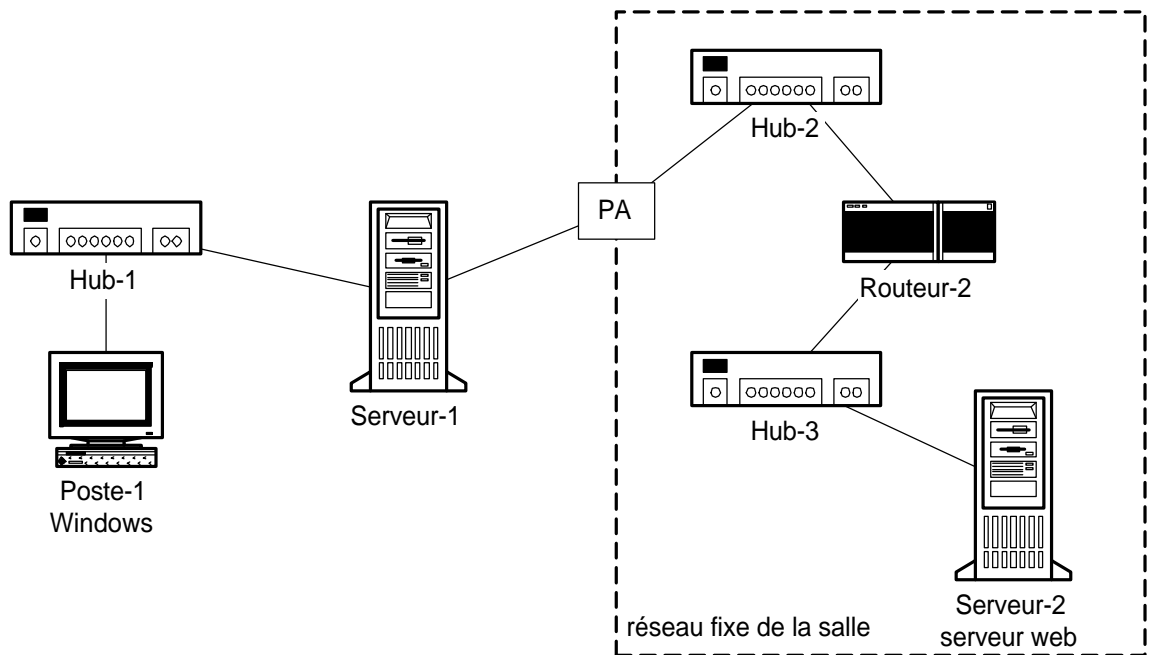 Hub-2
PA
Routeur-2
Hub-1
Hub-3
Serveur-1
Poste-1
Windows
Serveur-2
serveur web
réseau fixe de la salle